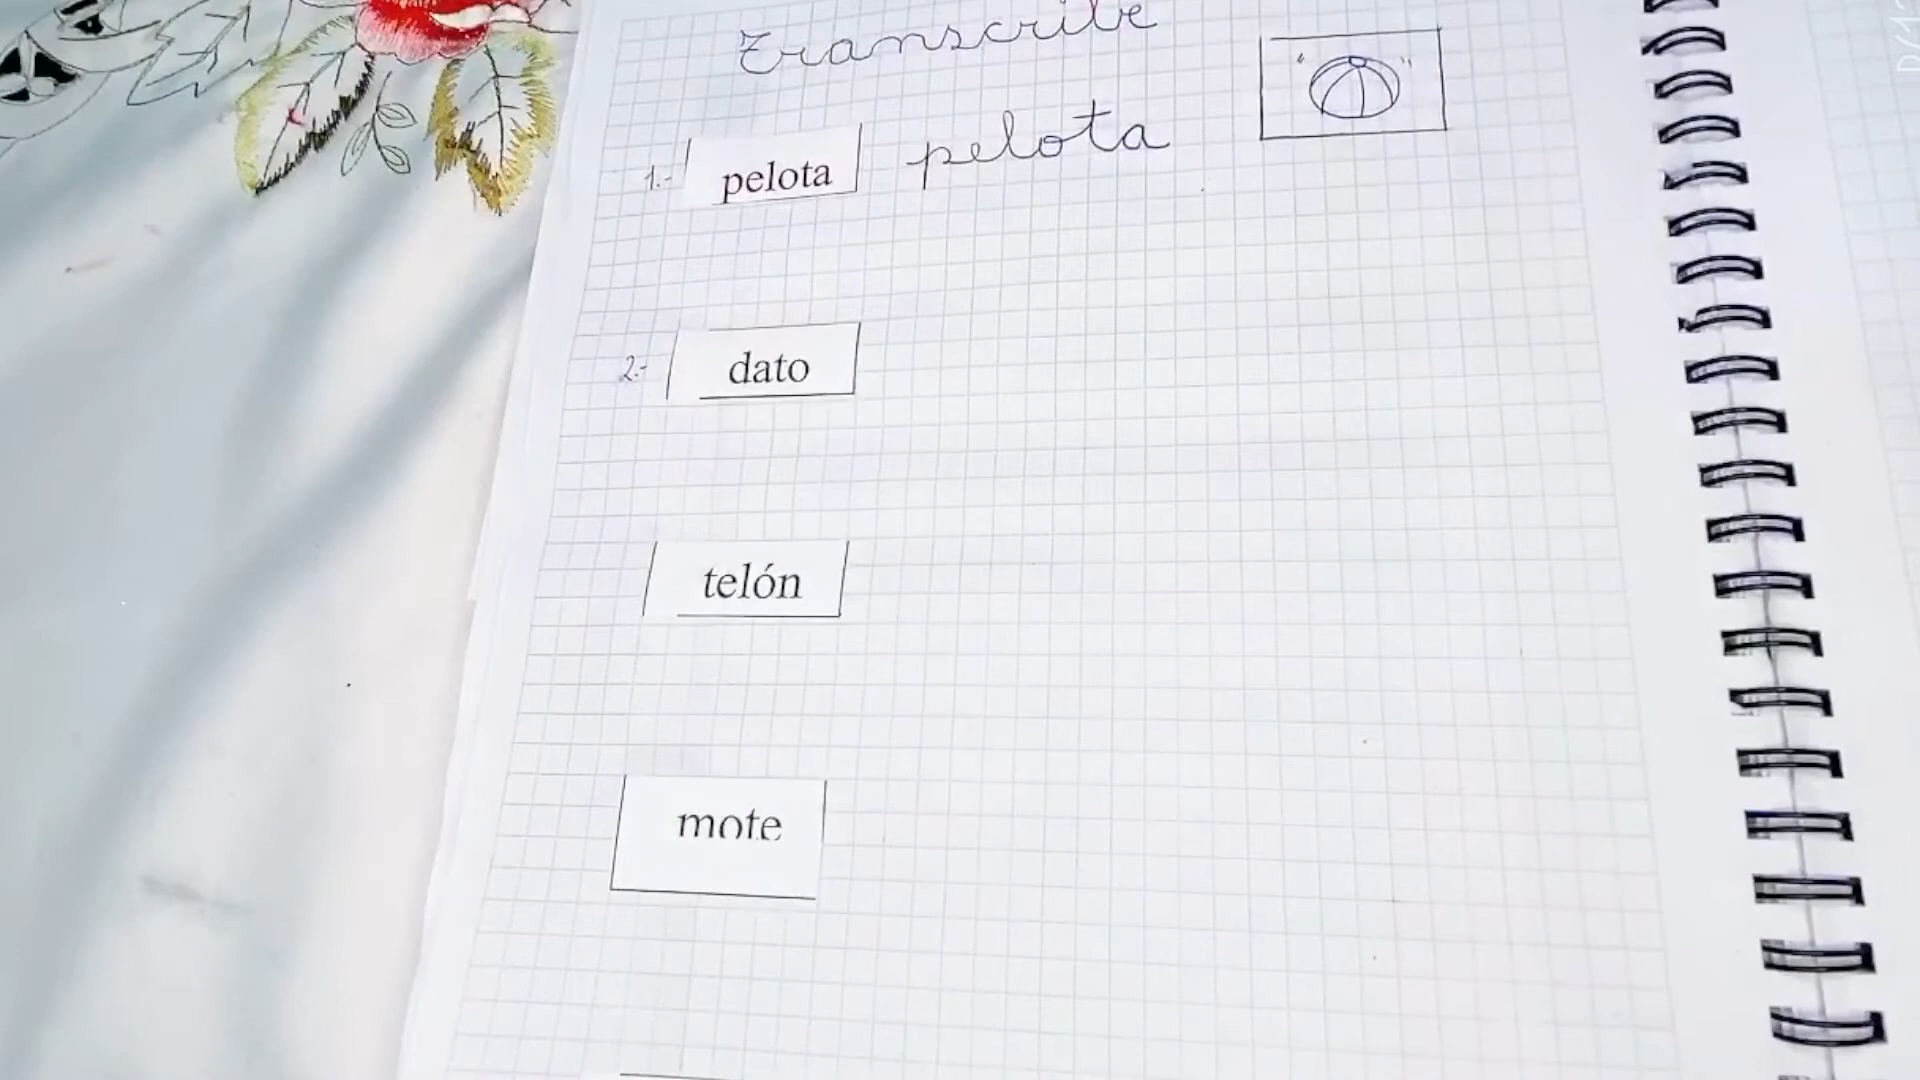 Transcribe
1.- pelota pelota
2.- dato
telón
mote